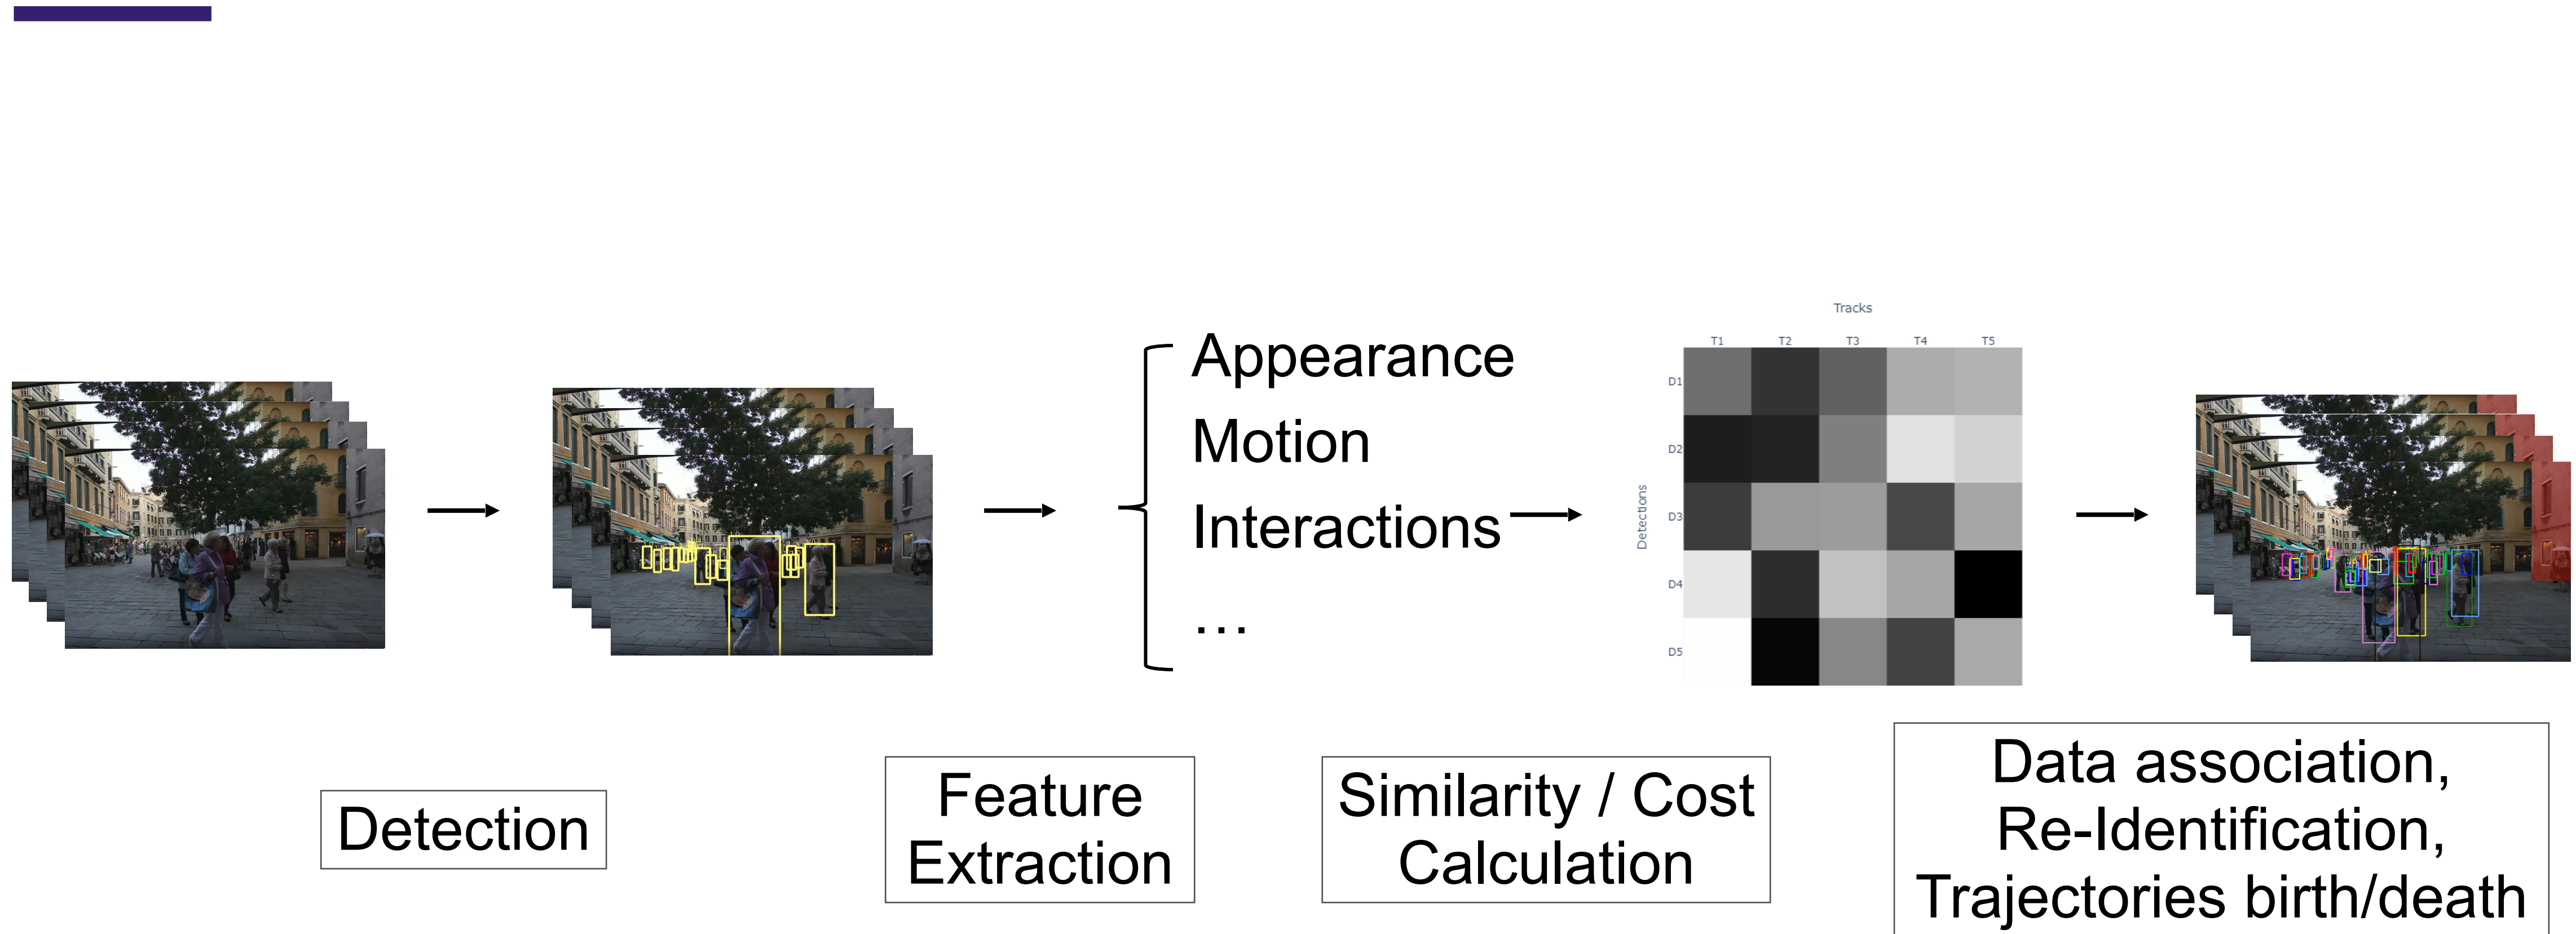 Appearance
Motion
Interactions
…
Tracks
T1 T2 T3 T4 T5
Detections
D1
D2
D3
D4
D5
Detection
Feature
Extraction
Similarity / Cost
Calculation
Data association,
Re-Identification,
Trajectories birth/death